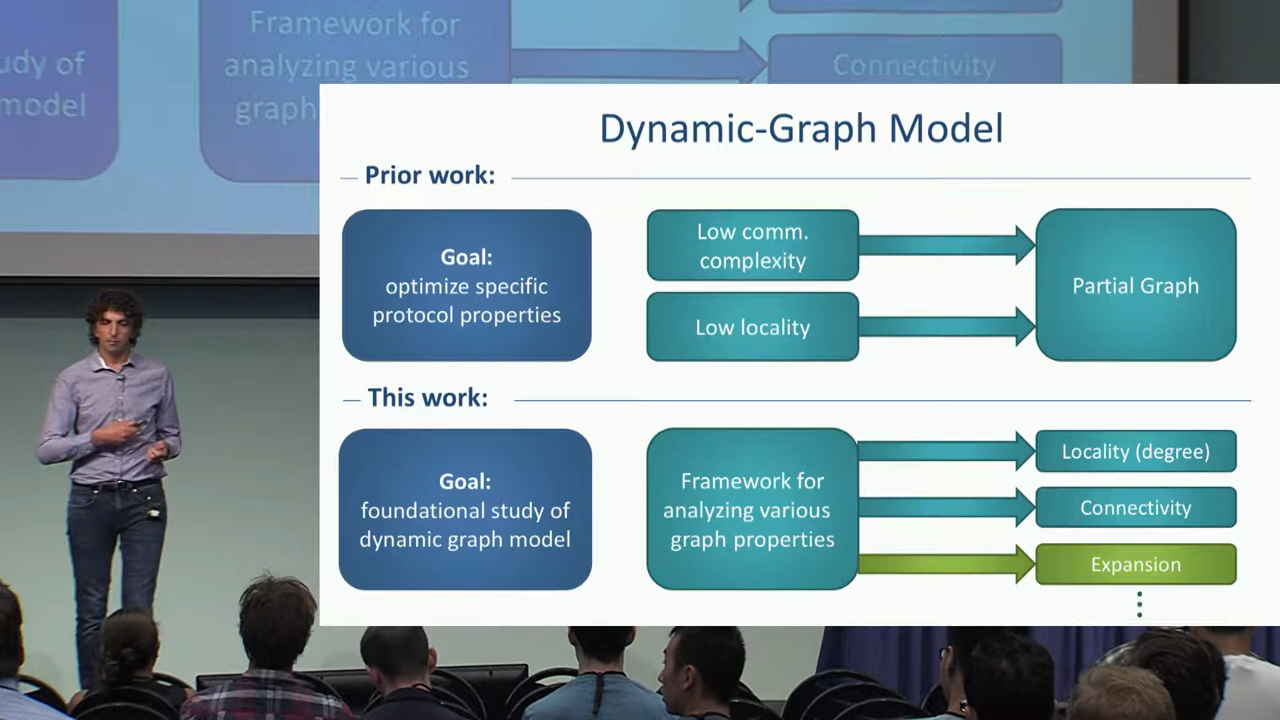 Framework for
udy of
analyzing various
Connectivity
model
graph
Dynamic-Graph Model
Prior work:
Goal:
optimize specific
protocol properties
Low comm.
complexity
Low locality
Partial Graph
This work:
Goal:
foundational study of
dynamic graph model
Framework for
analyzing various
graph properties
Locality (degree)
Connectivity
Expansion